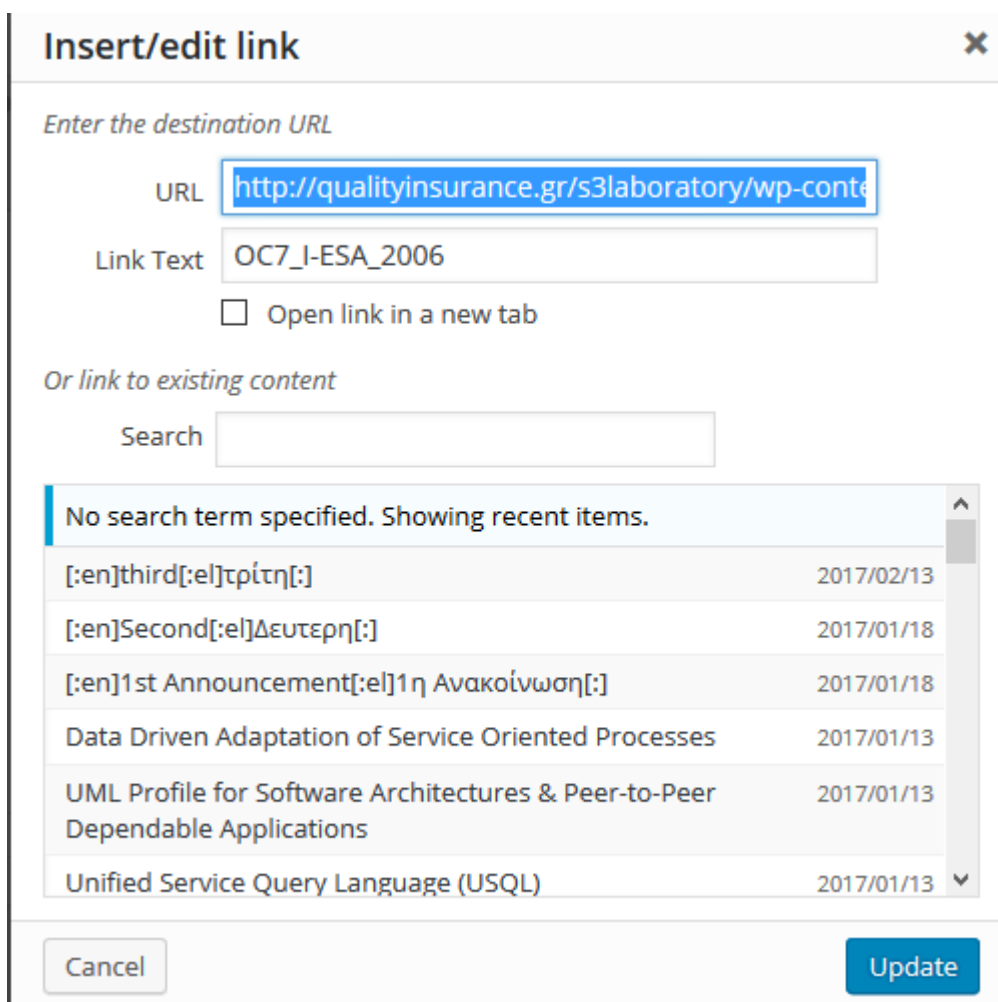 Insert/edit link
Enter the destination URL
URL http://qualityinsurance.gr/s3laboratory/wp-conte
Link Text OC7_I-ESA_2006
Open link in a new tab
Or link to existing content
Search
No search term specified. Showing recent items.
[:en]third[:el]τρίτη[:] 2017/02/13
[:en]Second[:el]Δευτερη[:] 2017/01/18
[:en]1st Announcement[:el]1η Ανακοίνωση[:] 2017/01/18
Data Driven Adaptation of Service Oriented Processes 2017/01/13
UML Profile for Software Architectures & Peer-to-Peer 2017/01/13
Dependable Applications
Unified Service Query Language (USQL) 2017/01/13
Cancel Update